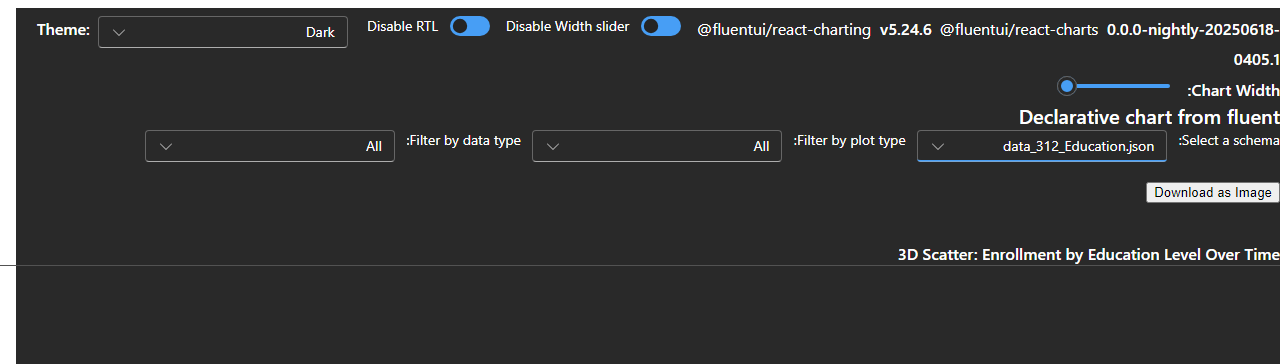 Theme: Dark Disable RTL Disable Width slider @fluentui/react-charting v5.24.6 @fluentui/react-charts 0.0.0-nightly-20250618-
0405.1
:Chart Width
Declarative chart from fluent
All :Filter by data type All :Filter by plot type data_312_Education.json :Select a schema
Download as Image
3D Scatter: Enrollment by Education Level Over Time